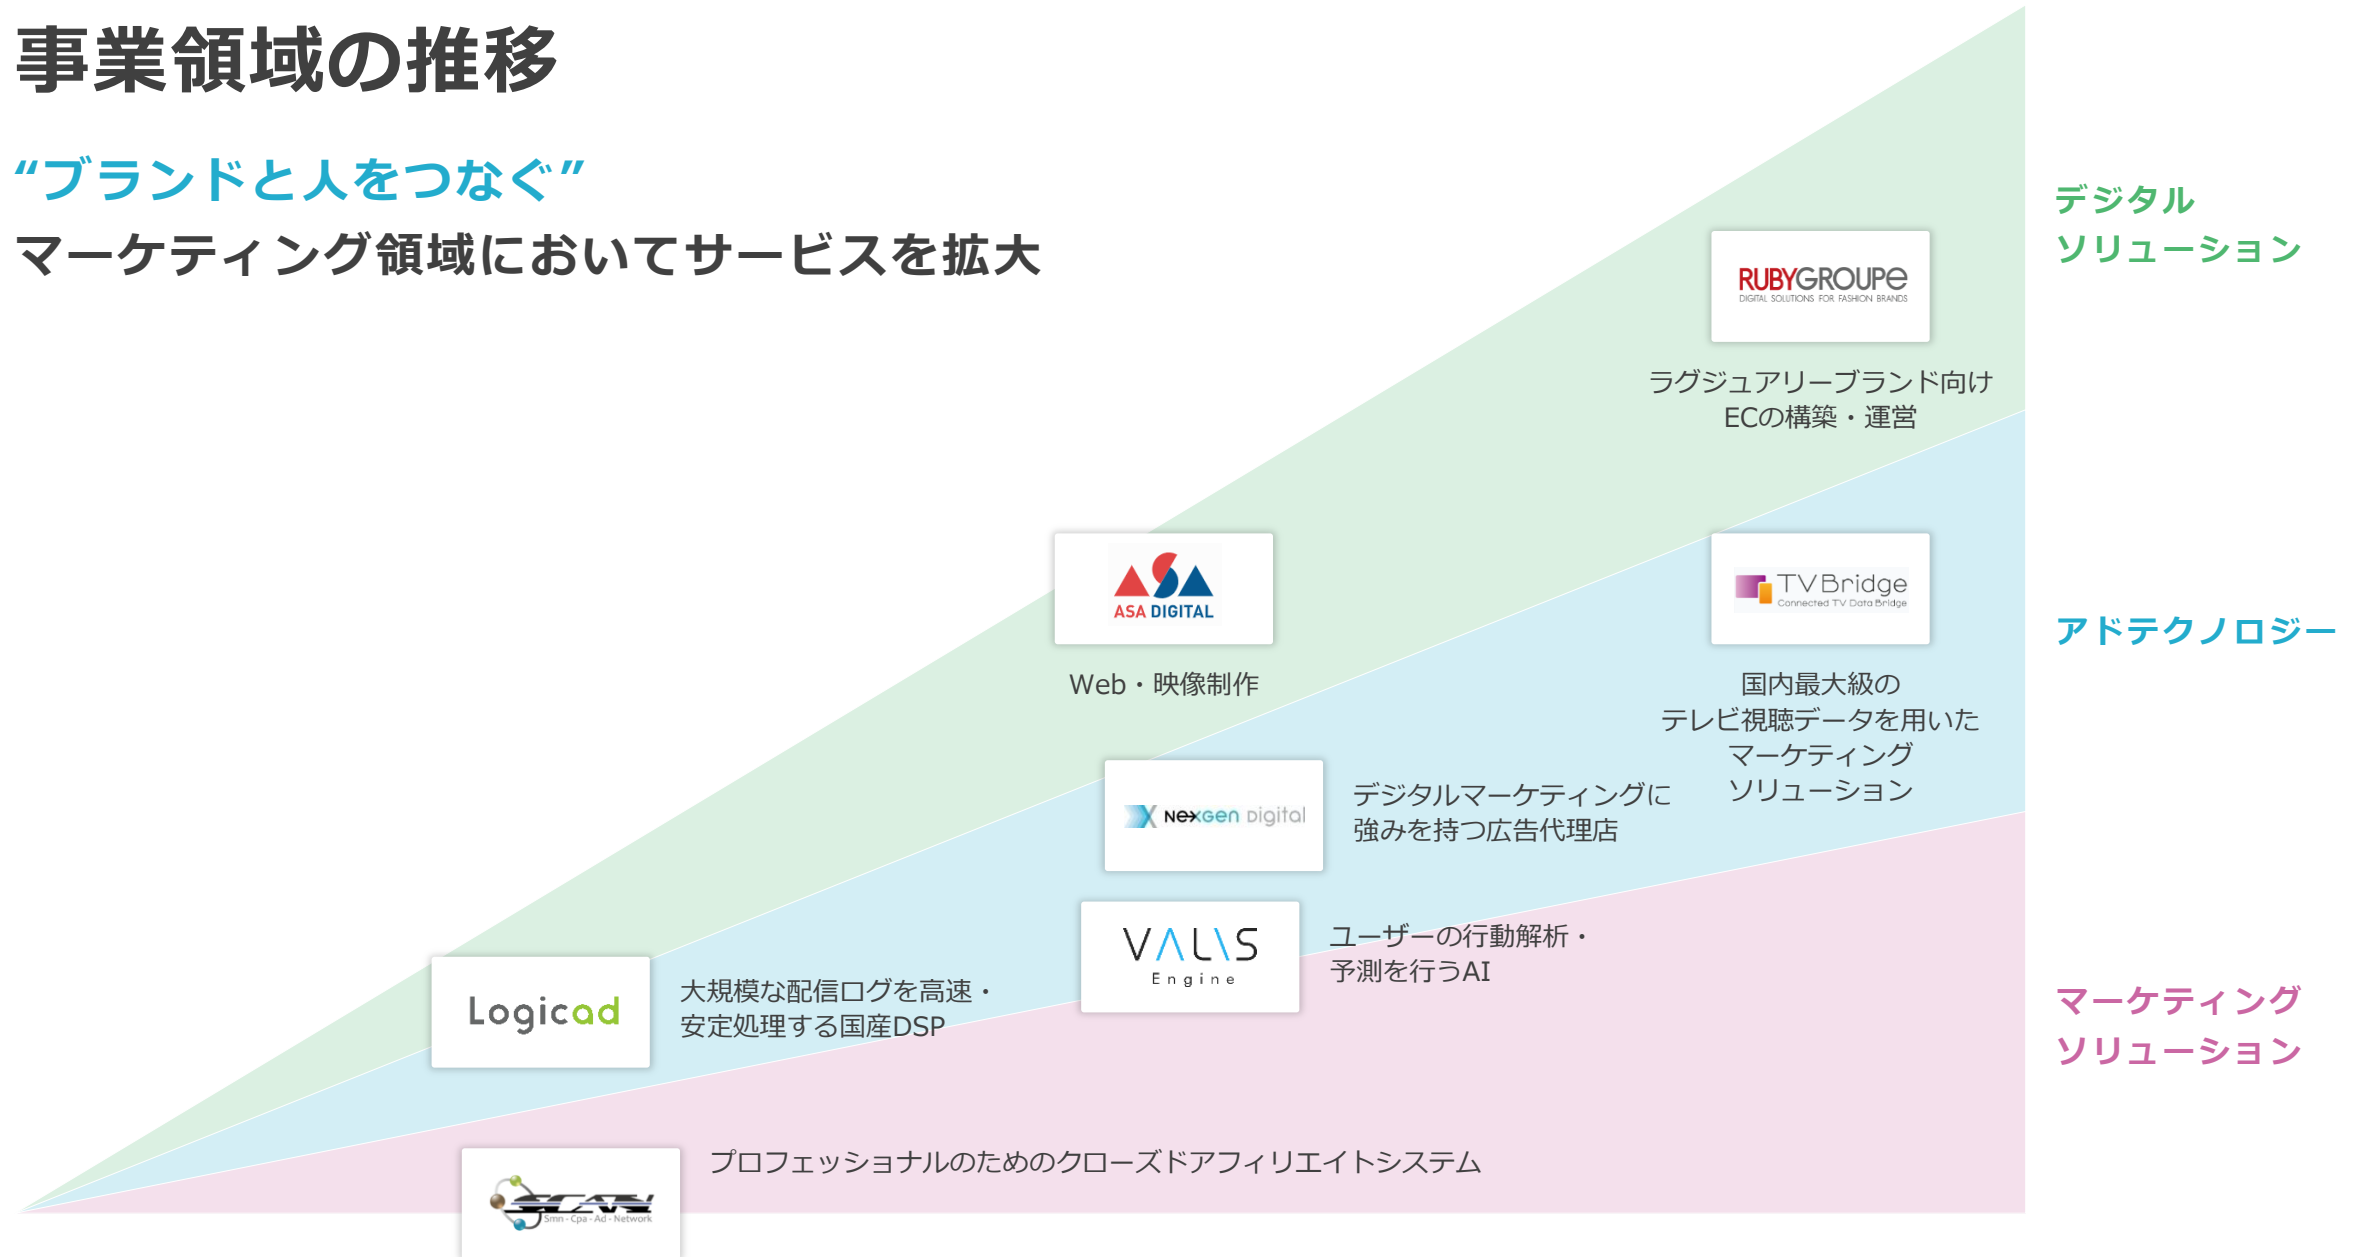 事業領域の推移
“ブランドと人をつなぐ”
マーケティング領域においてサービスを拡大
デジタル
ソリューション
RUBYGROUPe
DIGITAL SOLUTIONS FOR FASHION BRANDS
ラグジュアリーブランド向け
ECの構築・運営
ASA DIGITAL
Web・映像制作
TVBridge
Connected TV Data Bridge
国内最大級の
テレビ視聴データを用いた
マーケティング
ソリューション
アドテクノロジー
Nexgen Digital
デジタルマーケティングに
強みを持つ広告代理店
VALIS
Engine
ユーザーの行動解析・
予測を行うAI
Logicad
大規模な配信ログを高速・
安定処理する国産DSP
マーケティング
ソリューション
SCAN
Smn - Cpa - Ad - Network
プロフェッショナルのためのクローズドアフィリエイトシステム